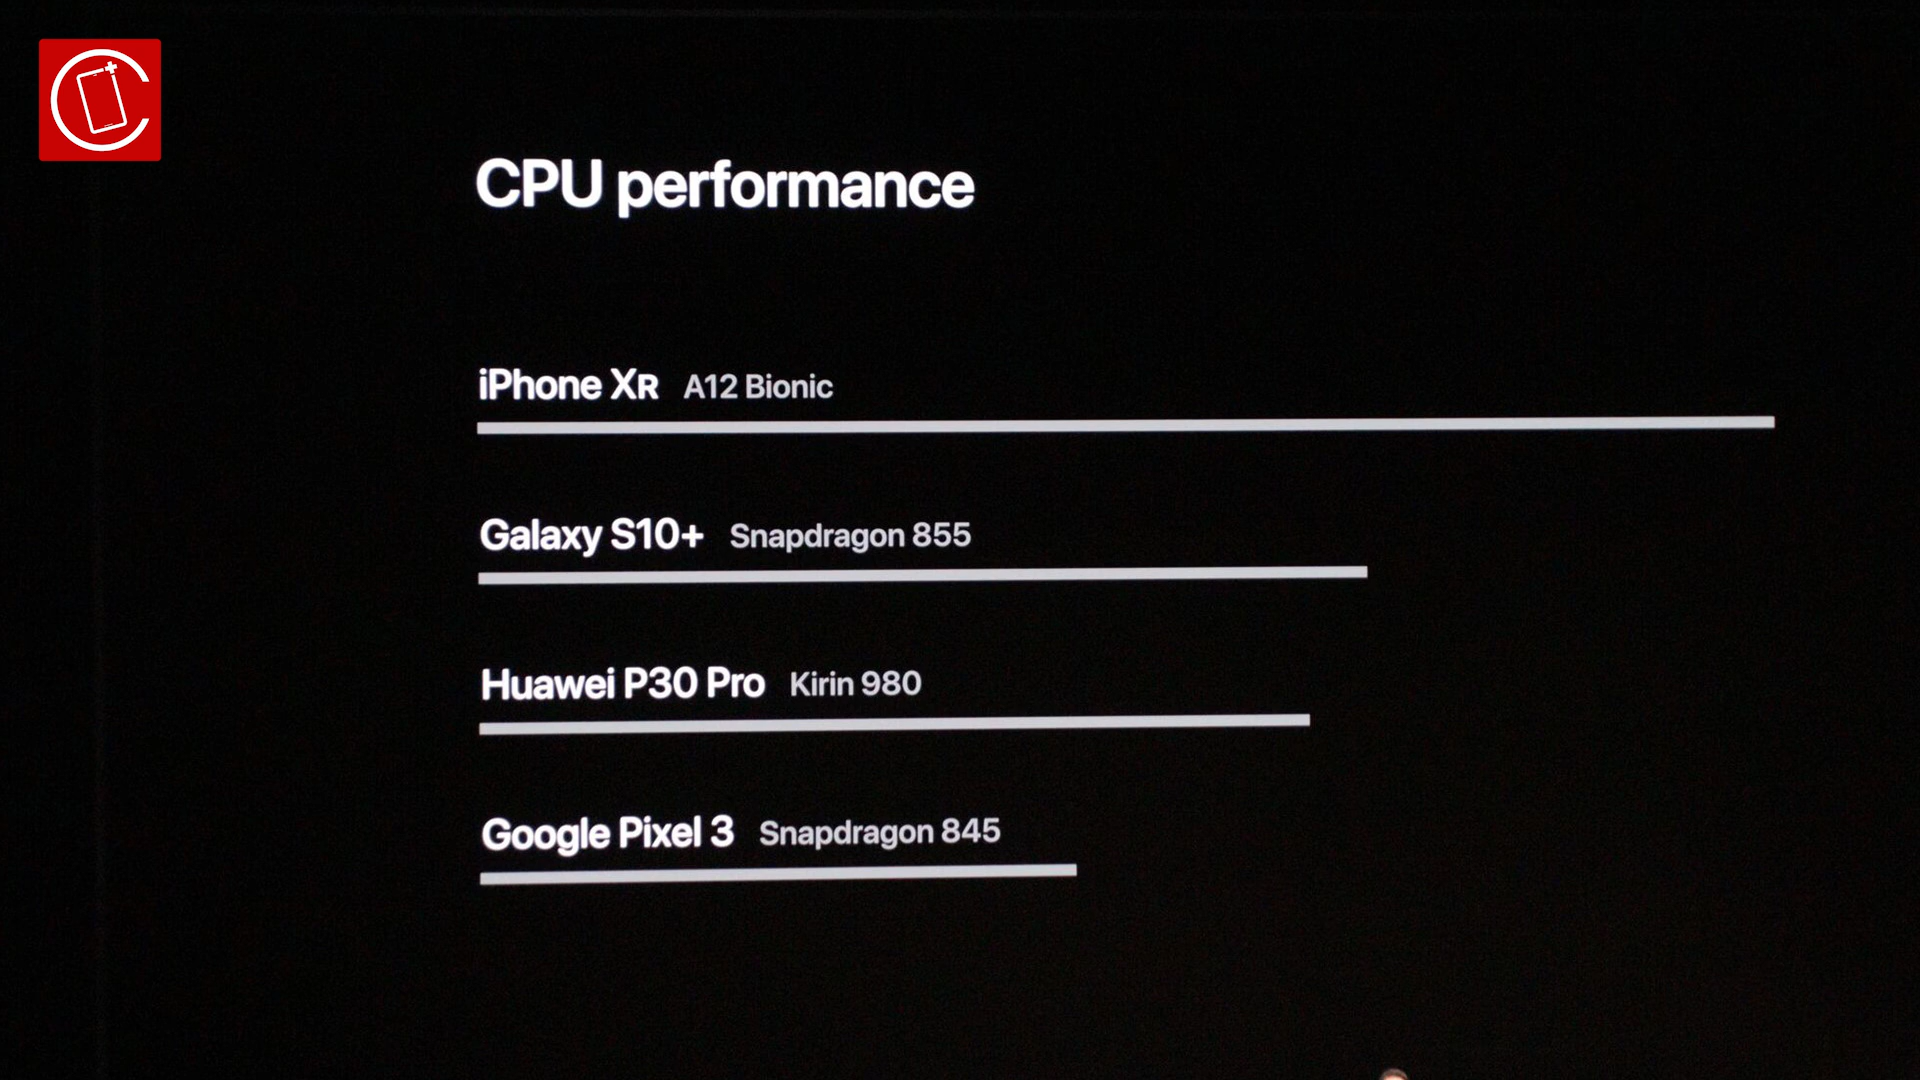 CPU performance
iPhone XR A12 Bionic
Galaxy S10+ Snapdragon 855
Huawei P30 Pro Kirin 980
Google Pixel 3 Snapdragon 845